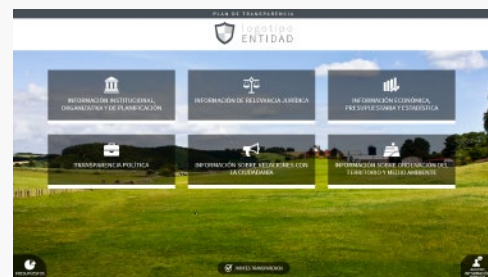 PLAN DE TRANSPARENCIA
logotipo
ENTIDAD
INFORMACIÓN INSTITUCIONAL,
ORGANIZATIVA Y DE PLANIFICACIÓN
INFORMACIÓN DE RELEVANCIA JURÍDICA
INFORMACIÓN ECONÓMICA,
PRESUPUESTARIA Y ESTADÍSTICA
TRANSPARENCIA POLÍTICA
INFORMACIÓN SOBRE RELACIONES CON
LA CIUDADANÍA
INFORMACIÓN SOBRE ORDENACIÓN DEL
TERRITORIO Y MEDIO AMBIENTE
PRESUPUESTOS